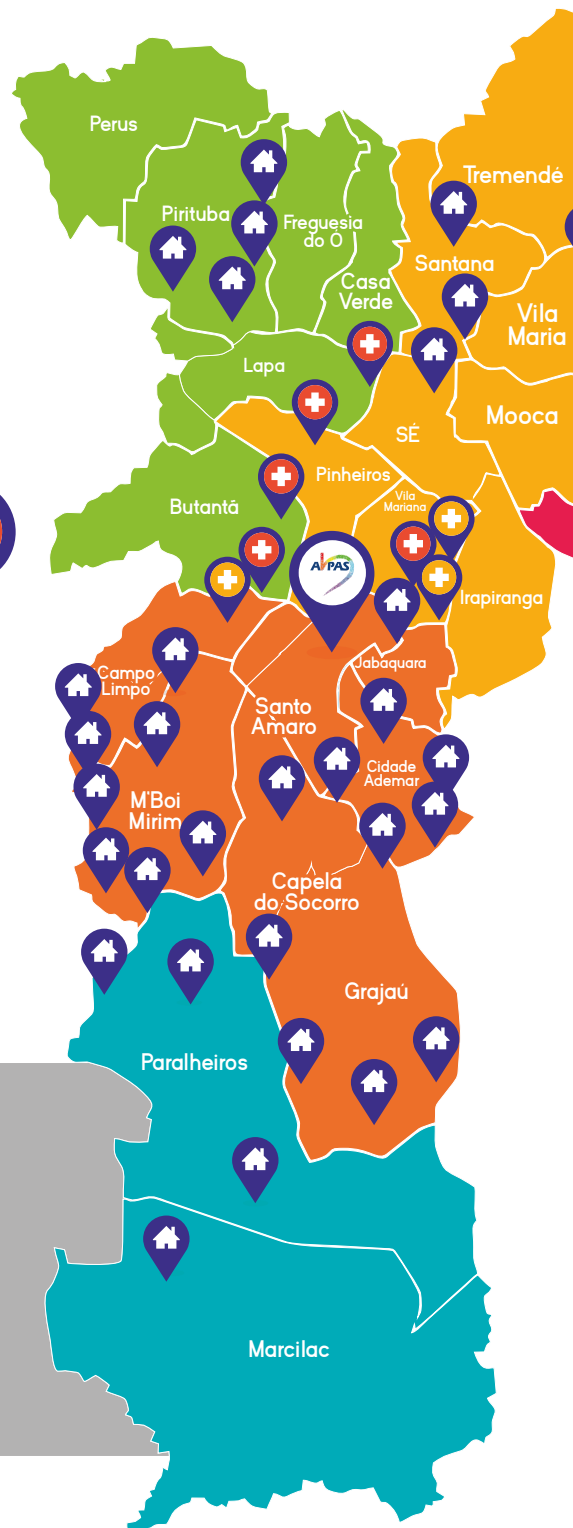 Perus
Tremendé
Pirituba
Freguesia
do Ó
Santana
Casa
Verde
Vila
Maria
Lapa
Mooca
SÉ
Pinheiros
Vila
Mariana
Butantã
AVPAS
Irapiranga
Jabaquara
Campo
Limpo
Santo
Amaro
Cidade
Ademar
M'Boi
Mirim
Capela
do Socorro
Grajaú
Paralheiros
Marcilac